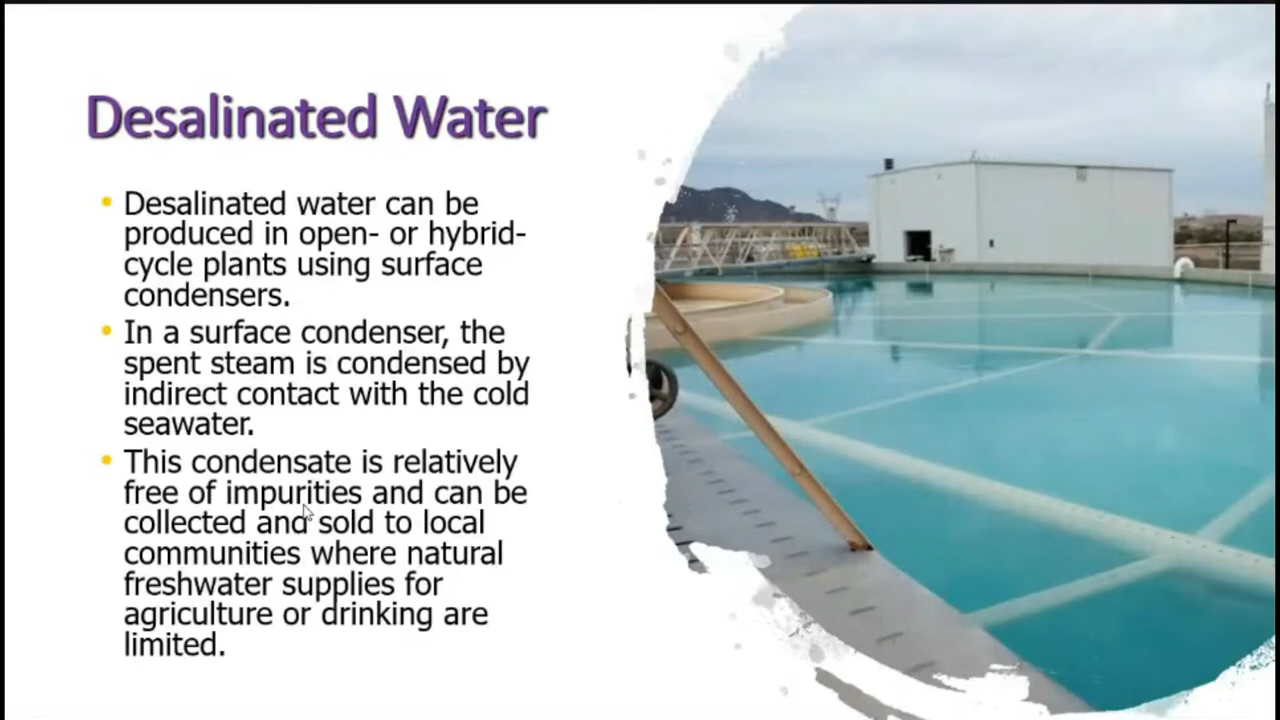 Desalinated Water
• Desalinated water can be
produced in open- or hybrid-
cycle plants using surface
condensers.
• In a surface condenser, the
spent steam is condensed by
indirect contact with the cold
seawater.
• This condensate is relatively
free of impurities and can be
collected and sold to local
communities where natural
freshwater supplies for
agriculture or drinking are
limited.